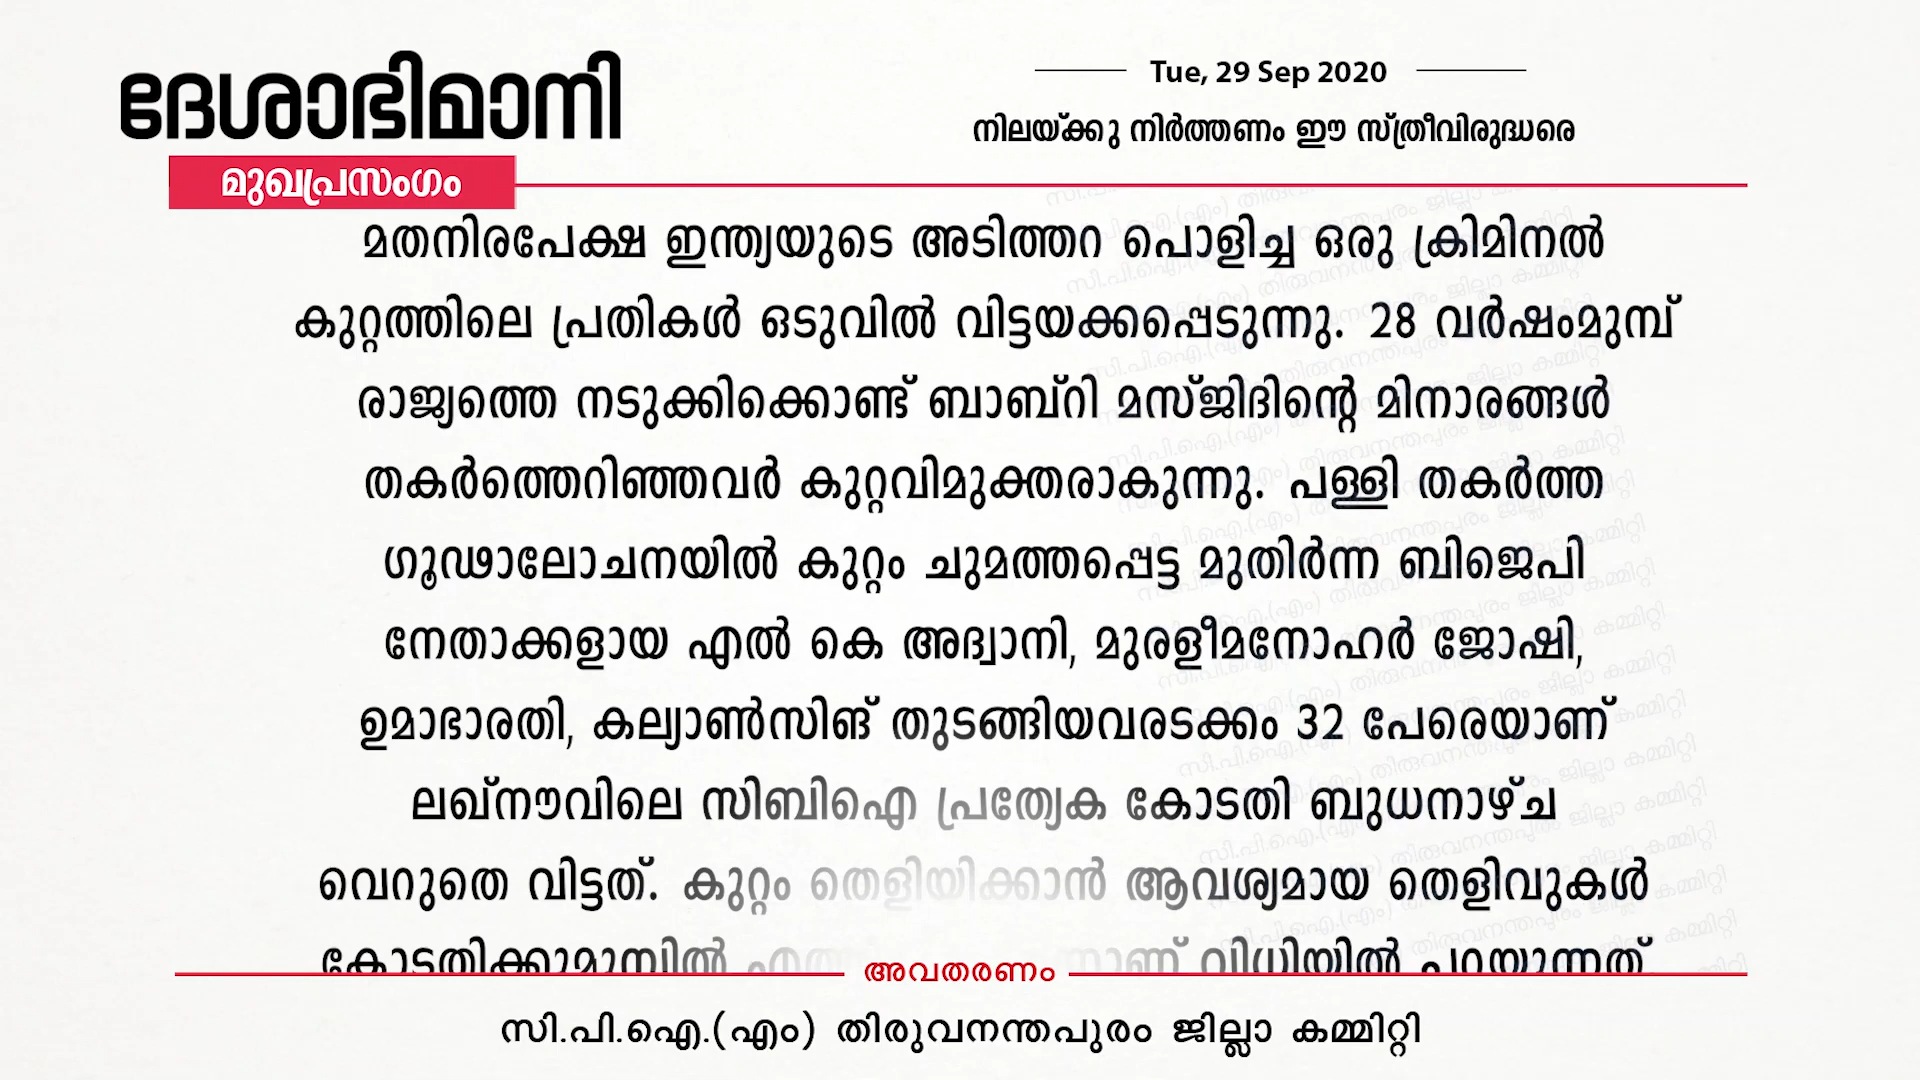 ദേശാഭിമാനി
മുഖപ്രസംഗം
Tue, 29 Sep 2020
നിലയ്ക്കു നിർത്തണം ഈ സ്ത്രീവിരുദ്ധരെ
മതനിരപേക്ഷ ഇന്ത്യയുടെ അടിത്തറ പൊളിച്ച ഒരു ക്രിമിനൽ
കുറ്റത്തിലെ പ്രതികൾ ഒടുവിൽ വിട്ടയക്കപ്പെടുന്നു. 28 വർഷംമുമ്പ്
രാജ്യത്തെ നടുക്കിക്കൊണ്ട് ബാബ്റി മസ്ജിദിന്റെ മിനാരങ്ങൾ
തകർത്തെറിഞ്ഞവർ കുറ്റവിമുക്തരാകുന്നു. പള്ളി തകർത്ത
ഗൂഢാലോചനയിൽ കുറ്റം ചുമത്തപ്പെട്ട മുതിർന്ന ബിജെപി
നേതാക്കളായ എൽ കെ അദ്വാനി, മുരളീമനോഹർ ജോഷി,
ഉമാഭാരതി, കല്യാൺസിങ് തുടങ്ങിയവരടക്കം 32 പേരെയാണ്
ലഖ്നൗവിലെ സിബിഐ പ്രത്യേക കോടതി ബുധനാഴ്ച
വെറുതെ വിട്ടത്. കുറ്റം തെളിയിക്കാൻ ആവശ്യമായ തെളിവുകൾ
കോടതിക്കുമുമ്പിൽ വിധിയിൽ പറയുന്നത്
അവതരണം
സി.പി.ഐ.(എം) തിരുവനന്തപുരം ജില്ലാ കമ്മിറ്റി